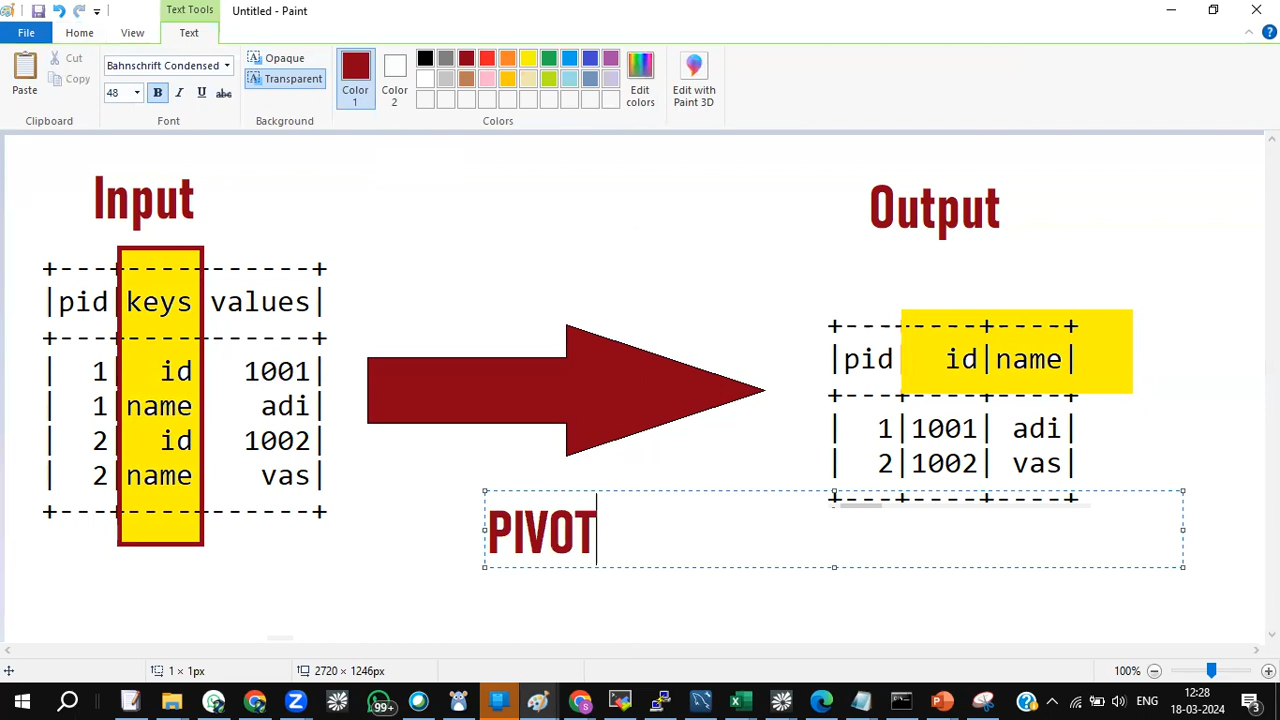 Text Tools
Untitled - Paint
File
Home
View
Text
Paste
Cut
Copy
Clipboard
Bahnschrift Condensed
48
B
I
U
abc
Font
Opaque
Transparent
Background
Color
1
Color
2
Edit
colors
Colors
Edit with
Paint 3D
Input
Output
+---+------+------+
|pid|keys values|
+---+------+------+
| 1| id 1001|
| 1|name adi|
| 2| id 1002|
| 2|name vas|
+---+------+------+
+---+----+----+
|pid| id|name|
+---+----+----+
| 1|1001| adi|
| 2|1002| vas|
+---+----+----+
PIVOT
1 × 1px
2720 × 1246px
100%
99+
ENG
12:28
18-03-2024
3